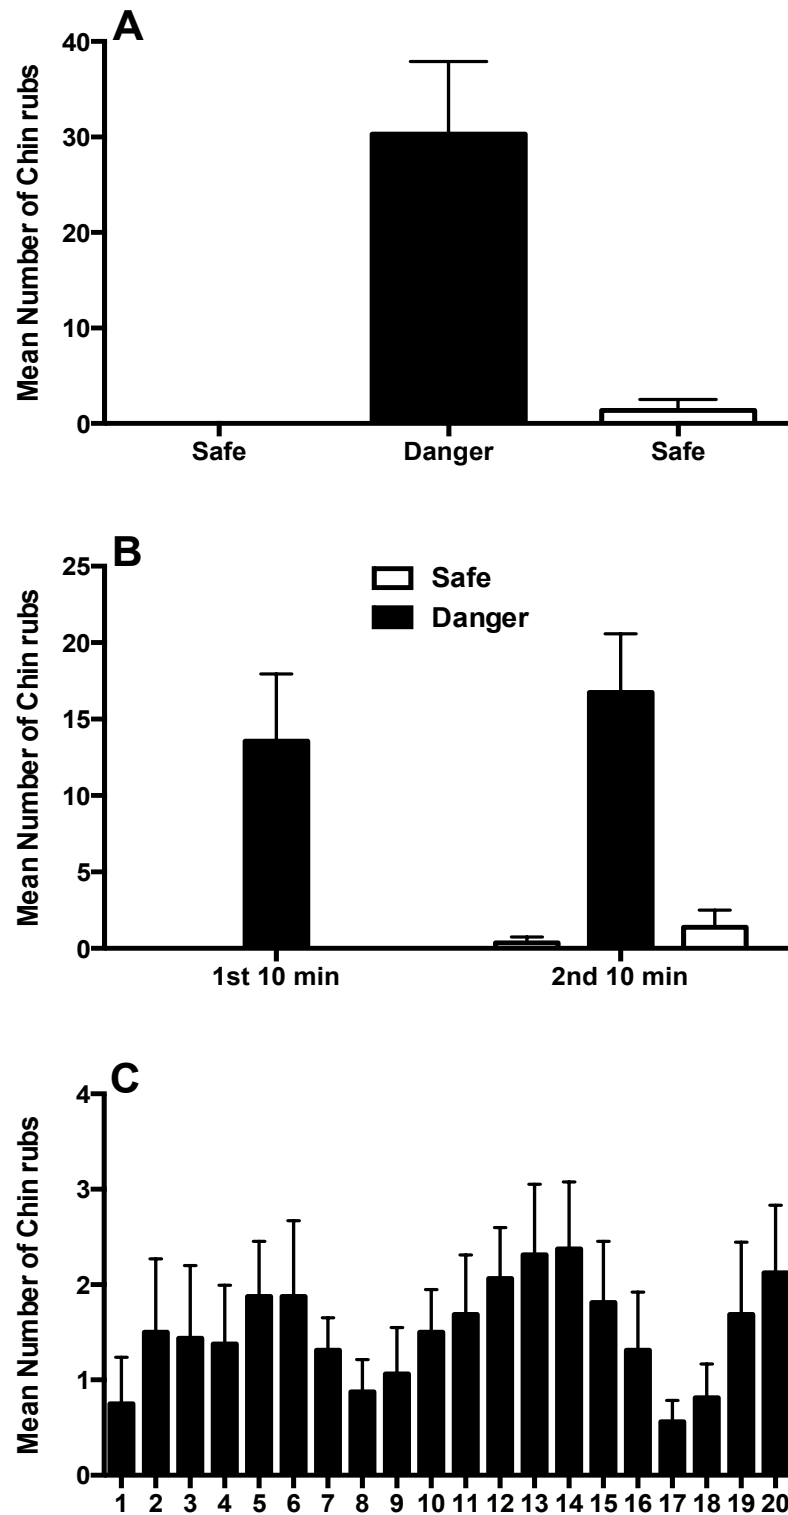 A
Mean Number of Chin rubs
40
30
20
10
0
Safe Danger Safe
B
Mean Number of Chin rubs
25
20
15
10
5
0
Safe
Danger
1st 10 min 2nd 10 min
C
Mean Number of Chin rubs
4
3
2
1
0
1 2 3 4 5 6 7 8 9 10 11 12 13 14 15 16 17 18 19 20